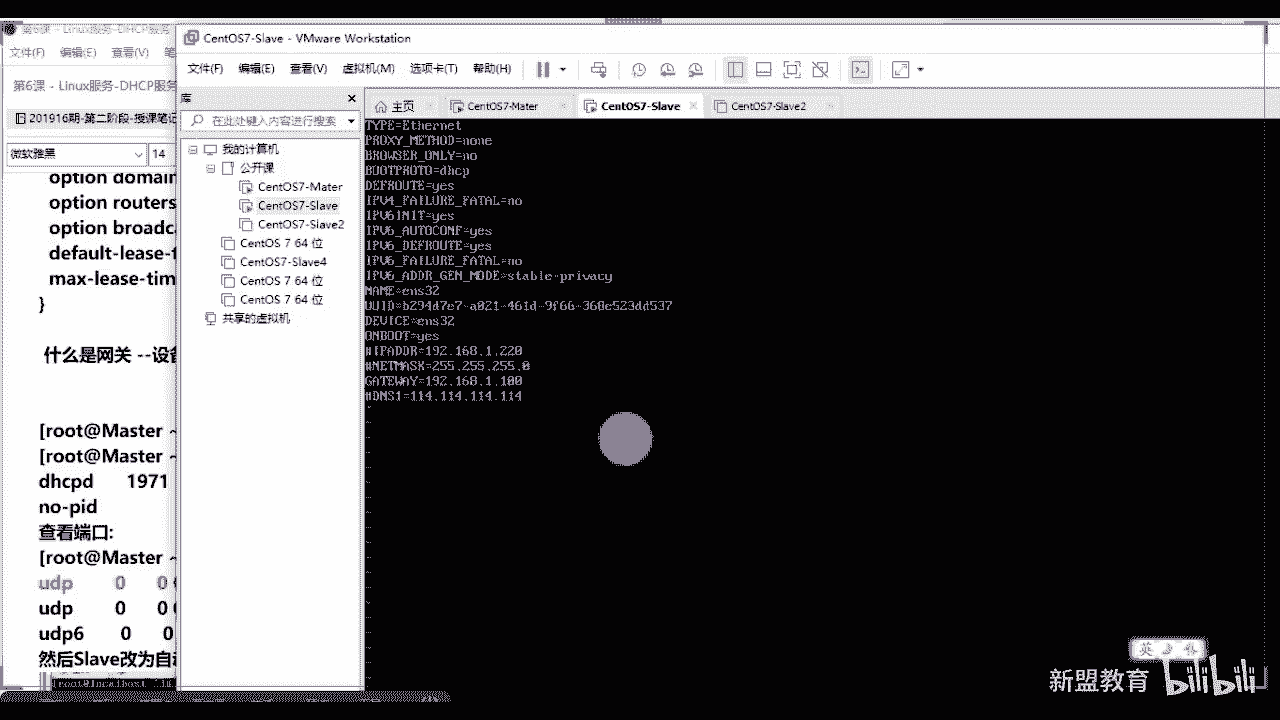 第6课 - Linux服务-DHCP服务
文件(F) 编辑(E) 查看(V)
第6课 - Linux服务-DHCP服务
201916期-第二阶段-授课笔记
微软雅黑 14
option domain
option routers
option broadc
default-lease-t
max-lease-tim
}
什么是网关 --设备
[root@Master ~
[root@Master ~
dhcpd 1971
no-pid
查看端口:
[root@Master ~
udp 0 0
udp 0 0
udp6 0 0
然后Slave改为自动
CentOS7-Slave - VMware Workstation
文件(F) 编辑(E) 查看(V) 虚拟机(M) 选项卡(T) 帮助(H)
库
在此处键入内容进行搜索
我的计算机
公开课
CentOS7-Mater
CentOS7-Slave
CentOS7-Slave2
CentOS 7 64 位
CentOS7-Slave4
CentOS 7 64 位
CentOS 7 64 位
共享的虚拟机
主页 CentOS7-Mater CentOS7-Slave CentOS7-Slave2
TYPE=Ethernet
PROXY_METHOD=none
BROWSER_ONLY=no
BOOTPROTO=dhcp
DEFROUTE=yes
IPV4_FAILURE_FATAL=no
IPV6INIT=yes
IPV6_AUTOCONF=yes
IPV6_DEFROUTE=yes
IPV6_FAILURE_FATAL=no
IPV6_ADDR_GEN_MODE=stable-privacy
NAME=ens32
UUID=b294d7e7-a021-461d-9f66-360e523dd537
DEVICE=ens32
ONBOOT=yes
#IPADDR=192.168.1.220
#NETMASK=255.255.255.0
GATEWAY=192.168.1.100
#DNS1=114.114.114.114
英
新盟教育 bilibili